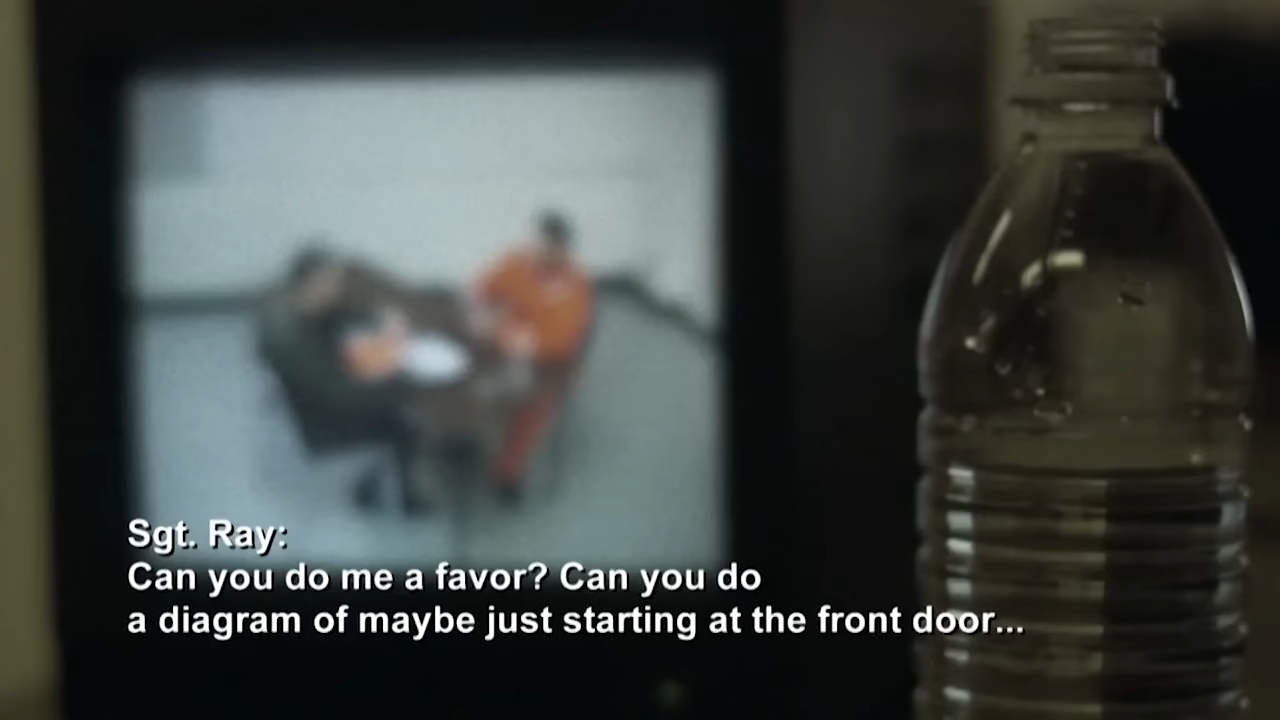 Sgt. Ray:
Can you do me a favor? Can you do
a diagram of maybe just starting at the front door...